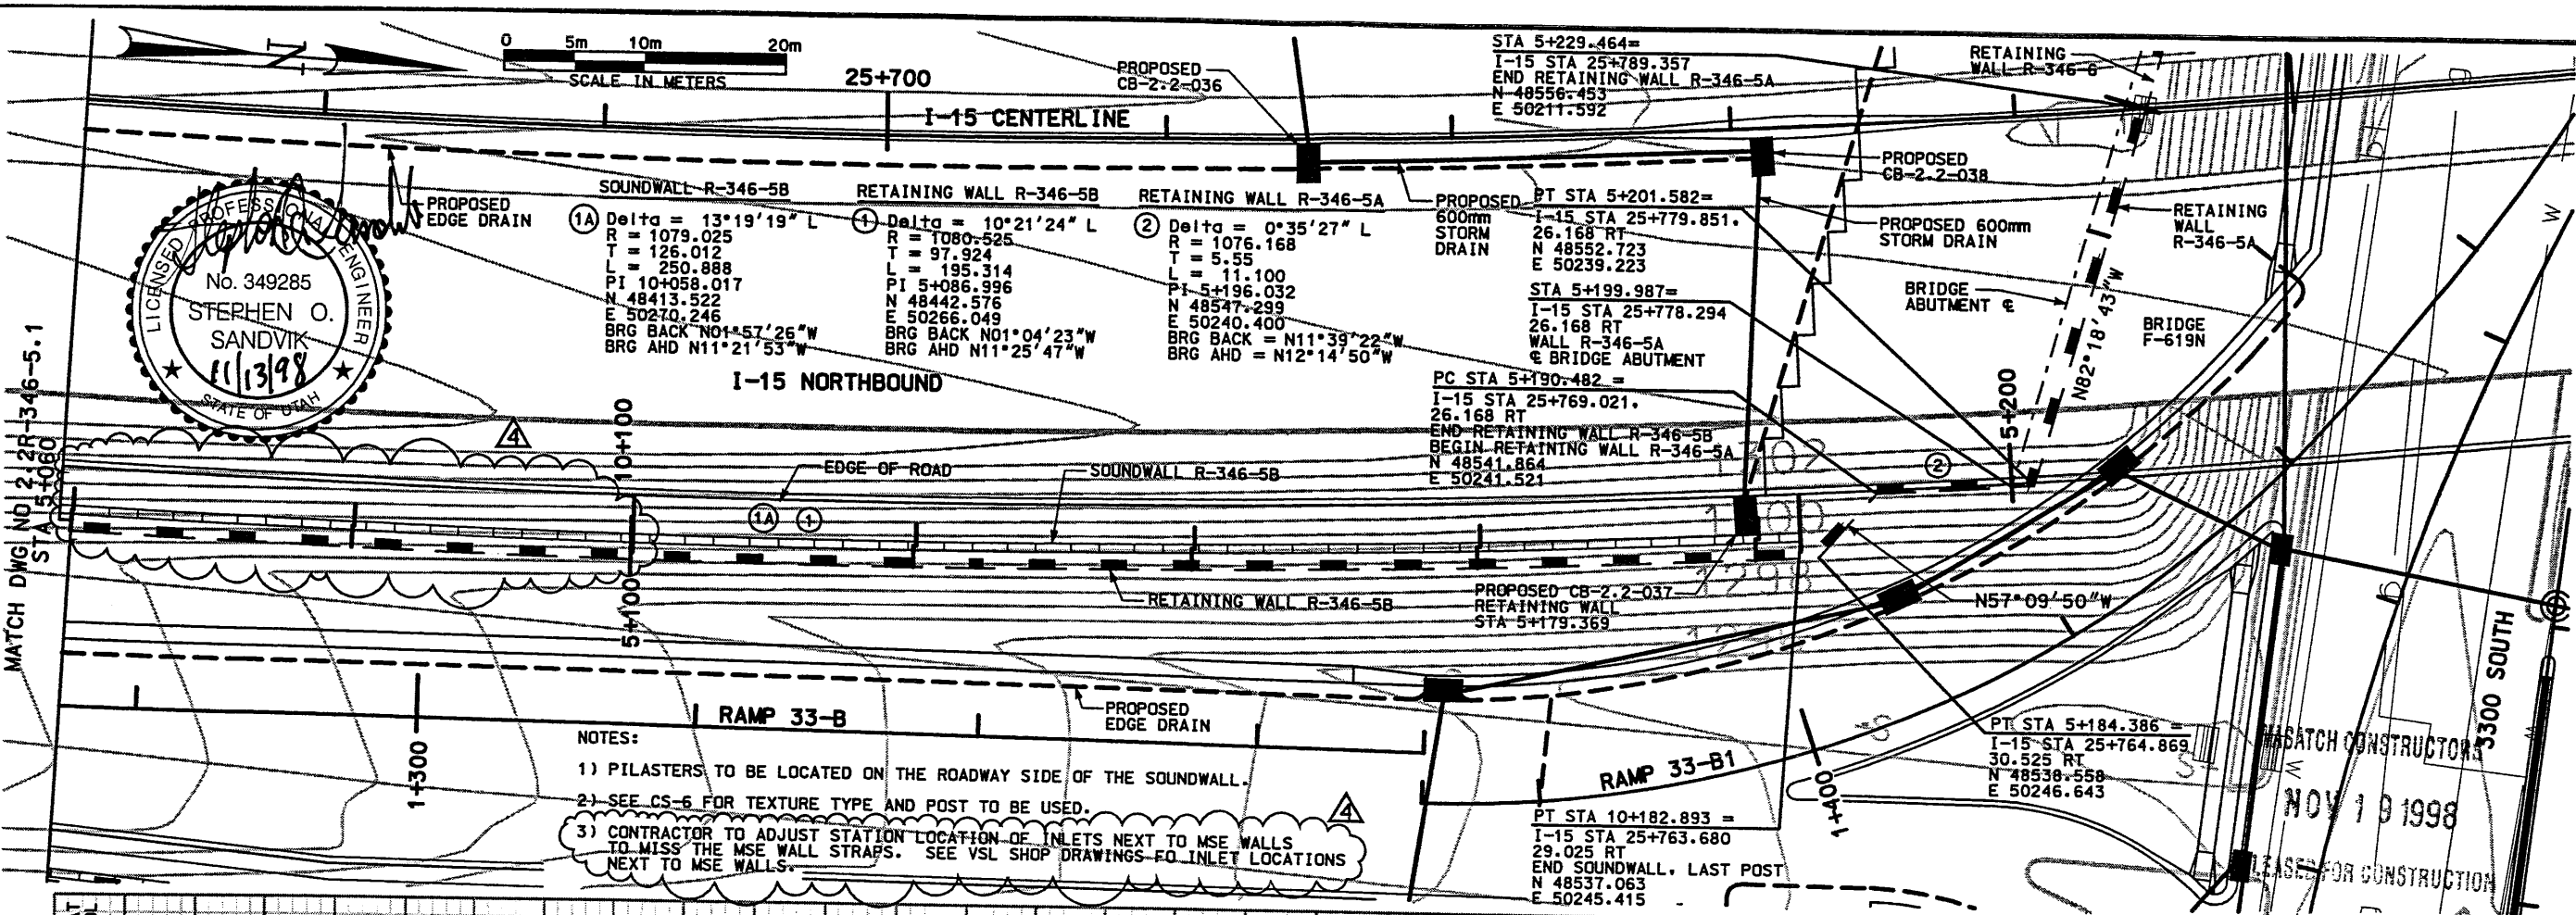 0 5m 10m 20m
SCALE IN METERS
25+700
I-15 CENTERLINE
PROPOSED
CB-2.2-036
STA 5+229.464=
I-15 STA 25+789.357
END RETAINING WALL R-346-5A
N 48556.453
E 50211.592
RETAINING
WALL R-346-6
PROPOSED
CB-2.2-038
PROPOSED
EDGE DRAIN
LICENSED PROFESSIONAL ENGINEER
No. 349285
STEPHEN O.
SANDVIK
11/13/98
STATE OF UTAH
SOUNDWALL R-346-5B
1A Delta = 13°19'19" L
R = 1079.025
T = 126.012
L = 250.888
PI 10+058.017
N 48413.522
E 50270.246
BRG BACK N01°57'26"W
BRG AHD N11°21'53"W
RETAINING WALL R-346-5B
1 Delta = 10°21'24" L
R = 1080.525
T = 97.924
L = 195.314
PI 5+086.996
N 48442.576
E 50266.049
BRG BACK N01°04'23"W
BRG AHD N11°25'47"W
RETAINING WALL R-346-5A
2 Delta = 0°35'27" L
R = 1076.168
T = 5.55
L = 11.100
PI 5+196.032
N 48547.299
E 50240.400
BRG BACK = N11°39'22"W
BRG AHD = N12°14'50"W
PROPOSED
600mm
STORM
DRAIN
PT STA 5+201.582=
I-15 STA 25+779.851.
26.168 RT
N 48552.723
E 50239.223
STA 5+199.987=
I-15 STA 25+778.294
26.168 RT
WALL R-346-5A
℄ BRIDGE ABUTMENT
PC STA 5+190.482 =
I-15 STA 25+769.021.
26.168 RT
END RETAINING WALL R-346-5B
BEGIN RETAINING WALL R-346-5A
N 48541.864
E 50241.521
PROPOSED 600mm
STORM DRAIN
RETAINING
WALL
R-346-5A
BRIDGE
ABUTMENT ℄
BRIDGE
F-619N
N82°18'43"W
5+200
I-15 NORTHBOUND
MATCH DWG NO 2.2R-346-5.1
STA 5+060
4
10+100
EDGE OF ROAD
SOUNDWALL R-346-5B
1A 1
2
1302
1300
1298
5+100
RETAINING WALL R-346-5B
PROPOSED CB-2.2-037
RETAINING WALL
STA 5+179.369
N57°09'50"W
3300 SOUTH
RAMP 33-B
PROPOSED
EDGE DRAIN
1+300
NOTES:
1) PILASTERS TO BE LOCATED ON THE ROADWAY SIDE OF THE SOUNDWALL.
2) SEE CS-6 FOR TEXTURE TYPE AND POST TO BE USED.
3) CONTRACTOR TO ADJUST STATION LOCATION OF INLETS NEXT TO MSE WALLS
TO MISS THE MSE WALL STRAPS. SEE VSL SHOP DRAWINGS FO INLET LOCATIONS
NEXT TO MSE WALLS.
4
RAMP 33-B1
1+400
PT STA 5+184.386 =
I-15 STA 25+764.869
30.525 RT
N 48538.558
E 50246.643
PT STA 10+182.893 =
I-15 STA 25+763.680
29.025 RT
END SOUNDWALL. LAST POST
N 48537.063
E 50245.415
WASATCH CONSTRUCTORS
NOV 19 1998
LEASED FOR CONSTRUCTION